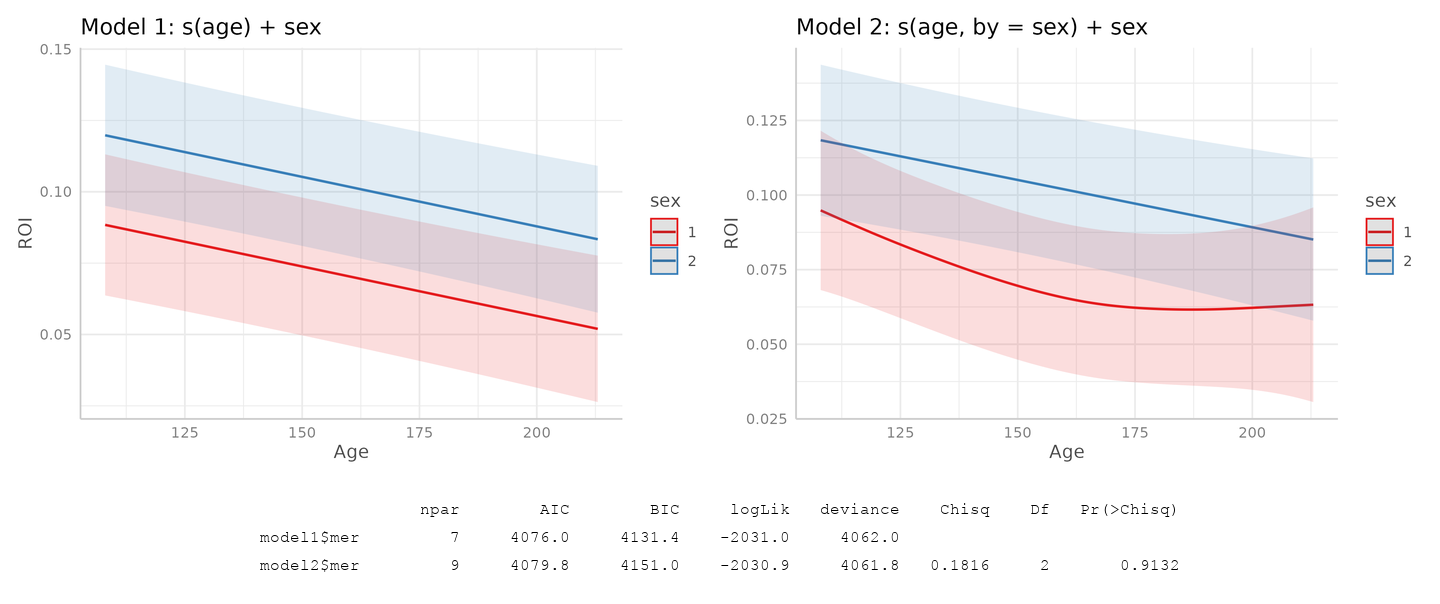 Model 1: s(age) + sex
0.15
0.10
0.05
ROI
125 150 175 200
Age
sex
1
2
Model 2: s(age, by = sex) + sex
0.125
0.100
0.075
0.050
0.025
ROI
125 150 175 200
Age
sex
1
2
npar AIC BIC logLik deviance Chisq Df Pr(>Chisq)
model1$mer 7 4076.0 4131.4 -2031.0 4062.0
model2$mer 9 4079.8 4151.0 -2030.9 4061.8 0.1816 2 0.9132